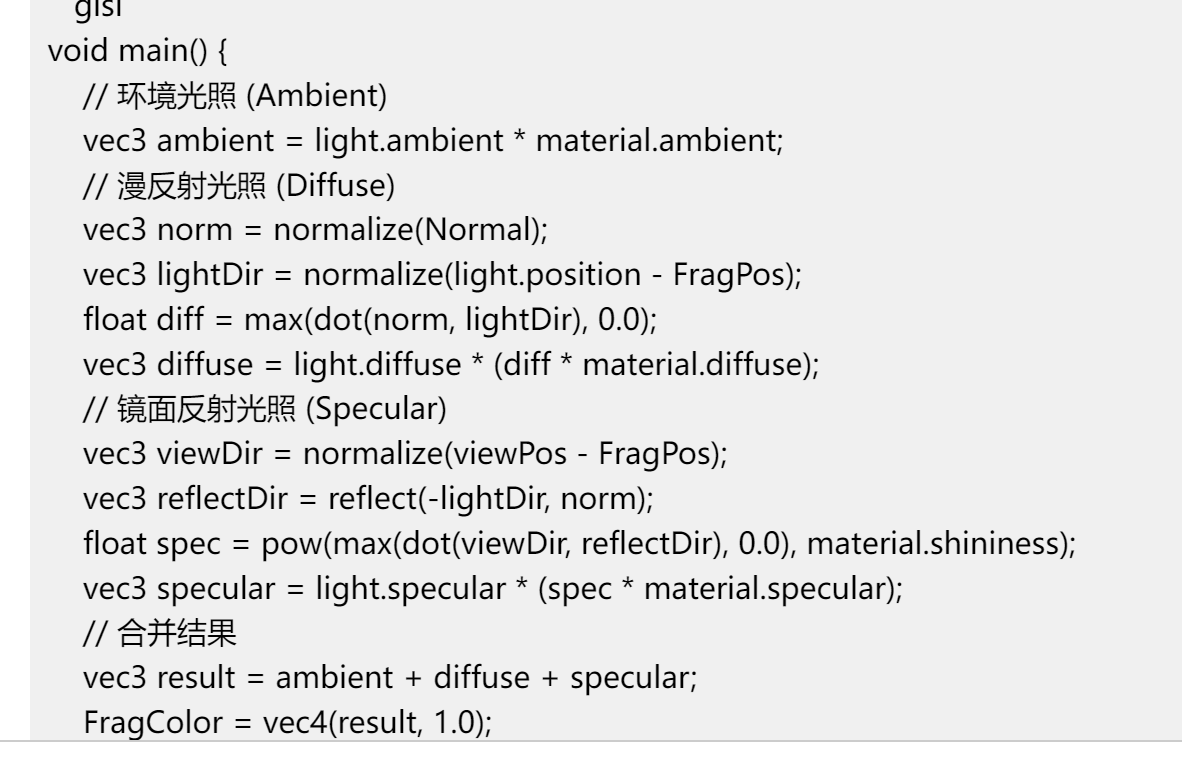 glsl
void main() {
// 环境光照 (Ambient)
vec3 ambient = light.ambient * material.ambient;
// 漫反射光照 (Diffuse)
vec3 norm = normalize(Normal);
vec3 lightDir = normalize(light.position - FragPos);
float diff = max(dot(norm, lightDir), 0.0);
vec3 diffuse = light.diffuse * (diff * material.diffuse);
// 镜面反射光照 (Specular)
vec3 viewDir = normalize(viewPos - FragPos);
vec3 reflectDir = reflect(-lightDir, norm);
float spec = pow(max(dot(viewDir, reflectDir), 0.0), material.shininess);
vec3 specular = light.specular * (spec * material.specular);
// 合并结果
vec3 result = ambient + diffuse + specular;
FragColor = vec4(result, 1.0);